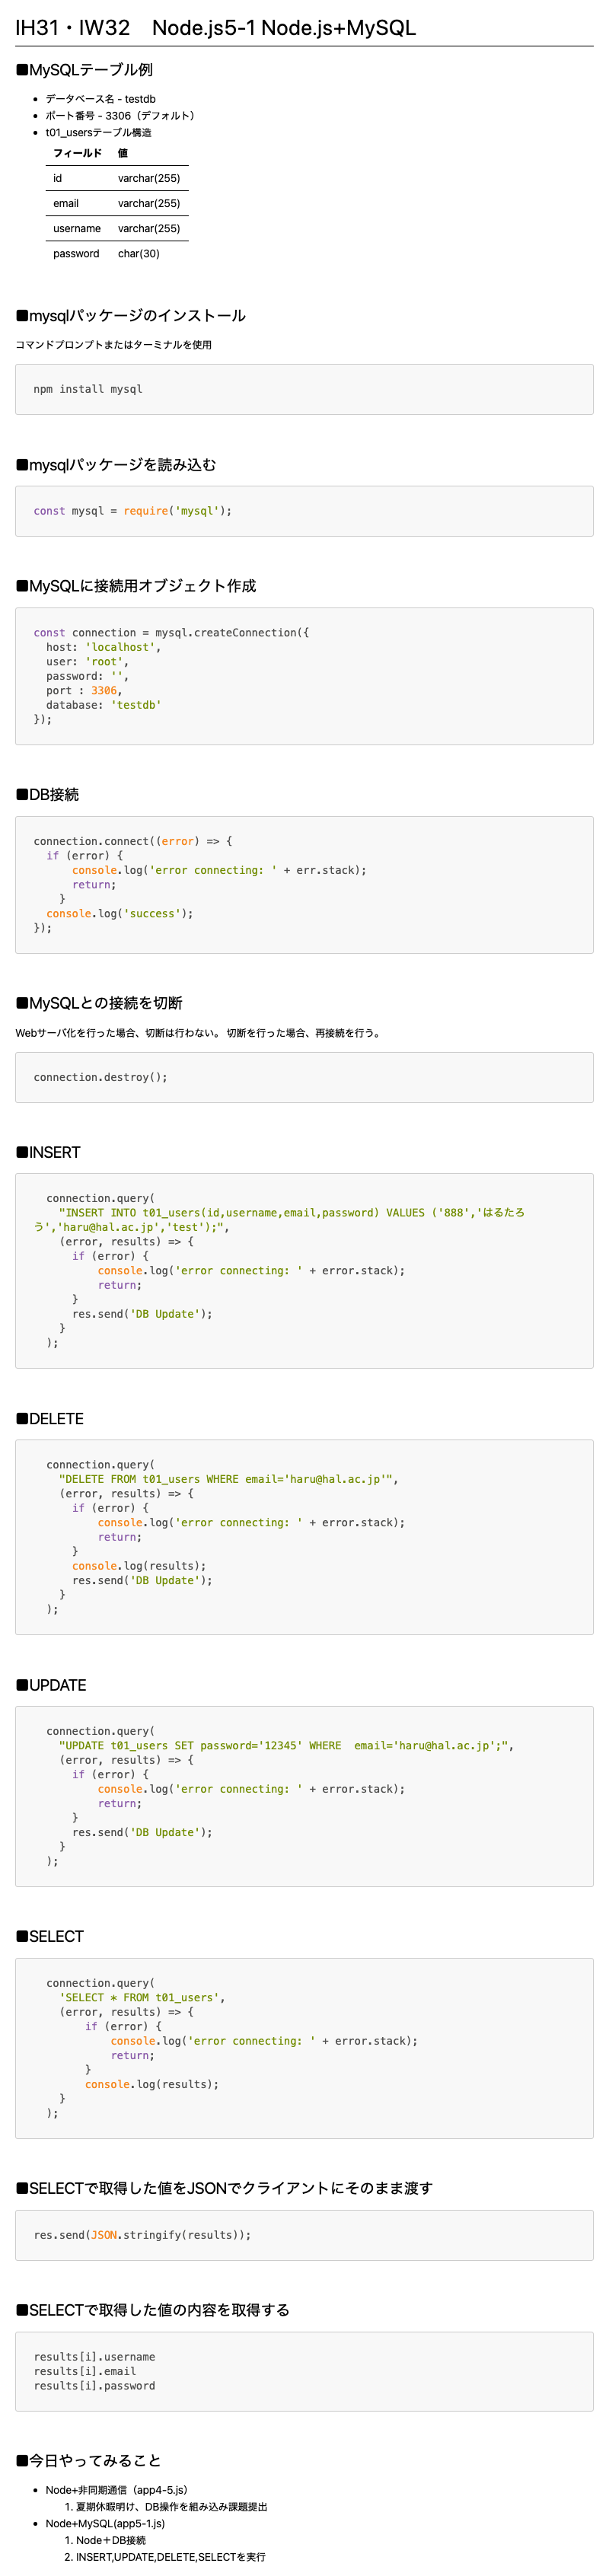 IH31・IW32　Node.js5-1 Node.js+MySQL
■MySQLテーブル例
• データベース名 - testdb
• ポート番号 - 3306（デフォルト）
• t01_usersテーブル構造
フィールド 値
id varchar(255)
email varchar(255)
username varchar(255)
password char(30)
■mysqlパッケージのインストール
コマンドプロンプトまたはターミナルを使用
npm install mysql
■mysqlパッケージを読み込む
const mysql = require('mysql');
■MySQLに接続用オブジェクト作成
const connection = mysql.createConnection({
  host: 'localhost',
  user: 'root',
  password: '',
  port : 3306,
  database: 'testdb'
});
■DB接続
connection.connect((error) => {
  if (error) {
      console.log('error connecting: ' + err.stack);
      return;
    }
  console.log('success');
});
■MySQLとの接続を切断
Webサーバ化を行った場合、切断は行わない。 切断を行った場合、再接続を行う。
connection.destroy();
■INSERT
  connection.query(
    "INSERT INTO t01_users(id,username,email,password) VALUES ('888','はるたろ
う','haru@hal.ac.jp','test');",
    (error, results) => {
      if (error) {
          console.log('error connecting: ' + error.stack);
          return;
      }
      res.send('DB Update');
    }
  );
■DELETE
  connection.query(
    "DELETE FROM t01_users WHERE email='haru@hal.ac.jp'",
    (error, results) => {
      if (error) {
          console.log('error connecting: ' + error.stack);
          return;
      }
      console.log(results);
      res.send('DB Update');
    }
  );
■UPDATE
  connection.query(
    "UPDATE t01_users SET password='12345' WHERE  email='haru@hal.ac.jp';",
    (error, results) => {
      if (error) {
          console.log('error connecting: ' + error.stack);
          return;
      }
      res.send('DB Update');
    }
  );
■SELECT
  connection.query(
    'SELECT * FROM t01_users',
    (error, results) => {
        if (error) {
            console.log('error connecting: ' + error.stack);
            return;
        }
        console.log(results);
    }
  );
■SELECTで取得した値をJSONでクライアントにそのまま渡す
res.send(JSON.stringify(results));
■SELECTで取得した値の内容を取得する
results[i].username
results[i].email
results[i].password
■今日やってみること
• Node+非同期通信（app4-5.js）
1. 夏期休暇明け、DB操作を組み込み課題提出
• Node+MySQL(app5-1.js)
1. Node＋DB接続
2. INSERT,UPDATE,DELETE,SELECTを実行